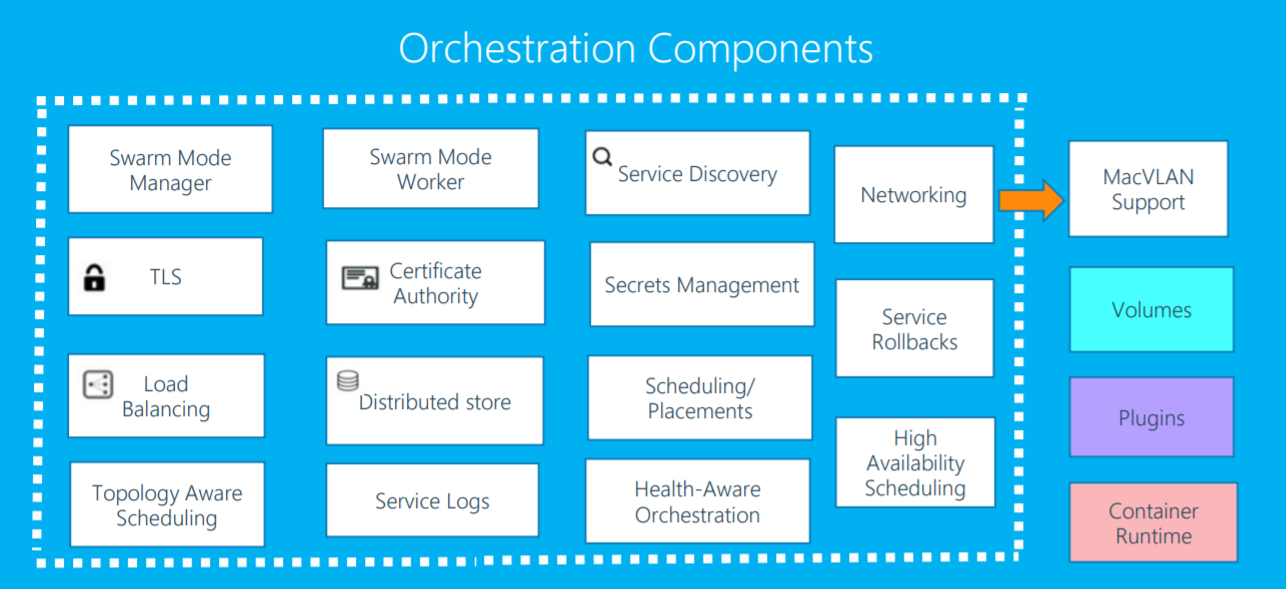 Orchestration Components
Swarm Mode
Manager
Swarm Mode
Worker
Service Discovery
Networking
MacVLAN
Support
TLS
Certificate
Authority
Secrets Management
Service
Rollbacks
Volumes
Load
Balancing
Distributed store
Scheduling/
Placements
High
Availability
Scheduling
Plugins
Topology Aware
Scheduling
Service Logs
Health-Aware
Orchestration
Container
Runtime